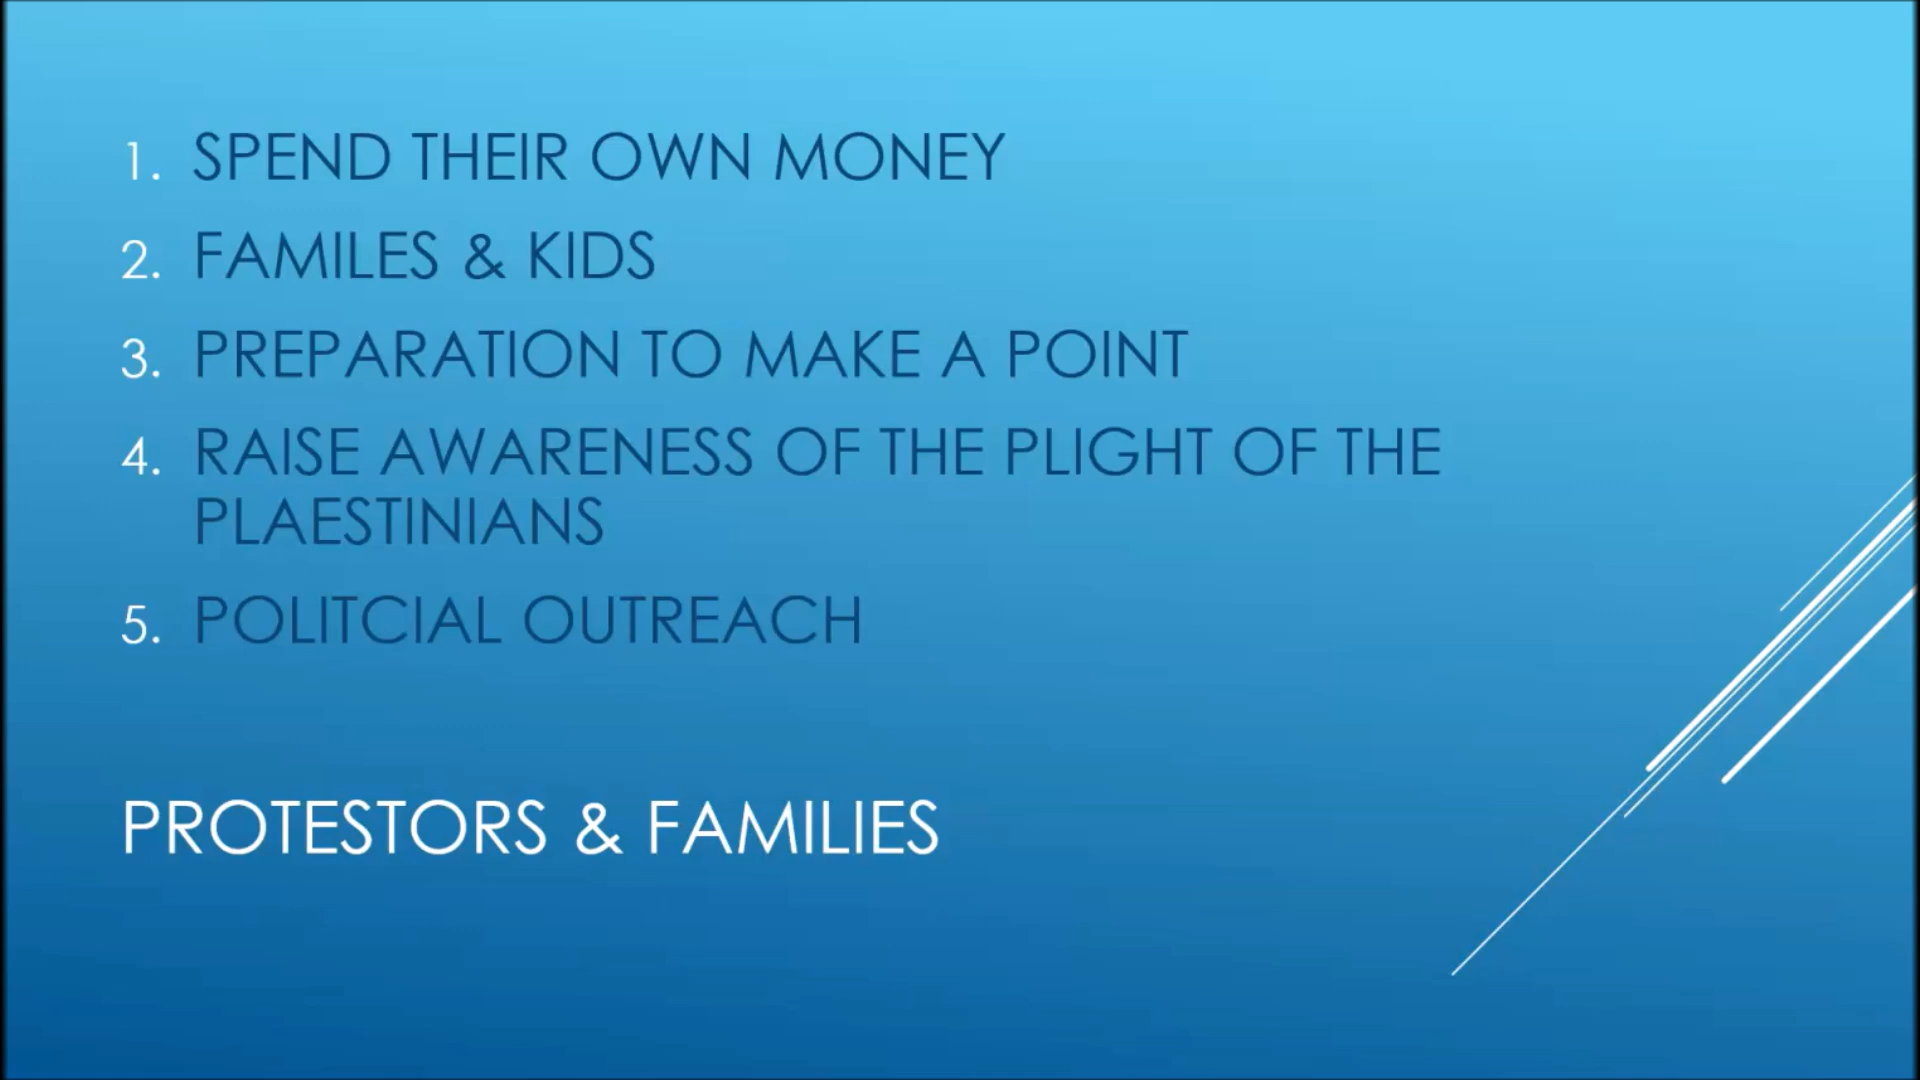 1. SPEND THEIR OWN MONEY
2. FAMILES & KIDS
3. PREPARATION TO MAKE A POINT
4. RAISE AWARENESS OF THE PLIGHT OF THE
PLAESTINIANS
5. POLITCIAL OUTREACH
PROTESTORS & FAMILIES